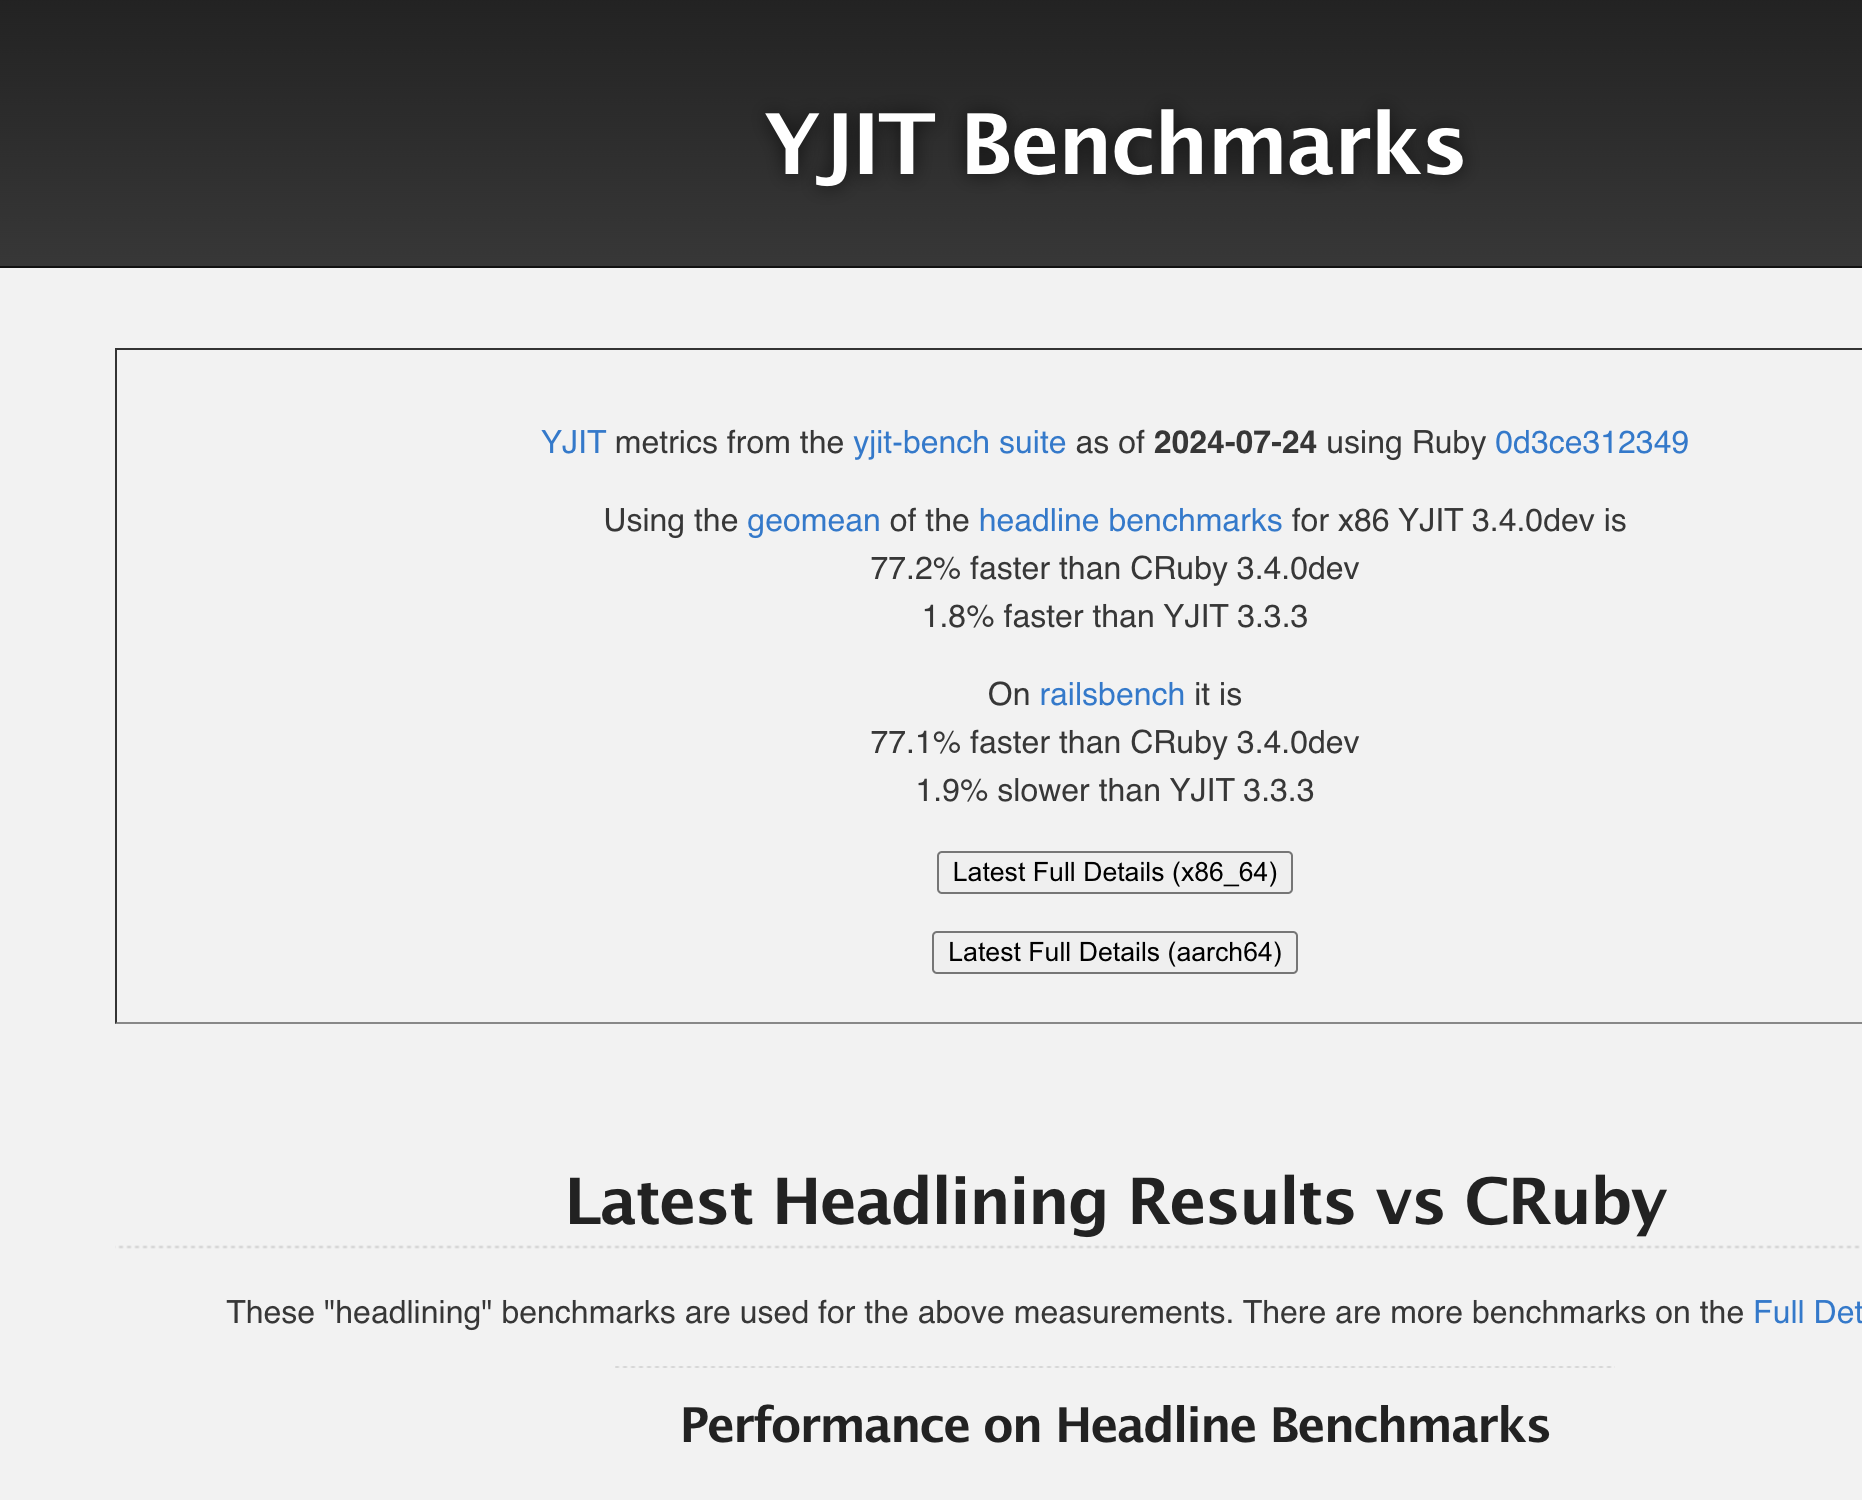 YJIT Benchmarks
YJIT metrics from the yjit-bench suite as of 2024-07-24 using Ruby 0d3ce312349
Using the geomean of the headline benchmarks for x86 YJIT 3.4.0dev is
77.2% faster than CRuby 3.4.0dev
1.8% faster than YJIT 3.3.3
On railsbench it is
77.1% faster than CRuby 3.4.0dev
1.9% slower than YJIT 3.3.3
Latest Full Details (x86_64)
Latest Full Details (aarch64)
Latest Headlining Results vs CRuby
These "headlining" benchmarks are used for the above measurements. There are more benchmarks on the Full Det
Performance on Headline Benchmarks